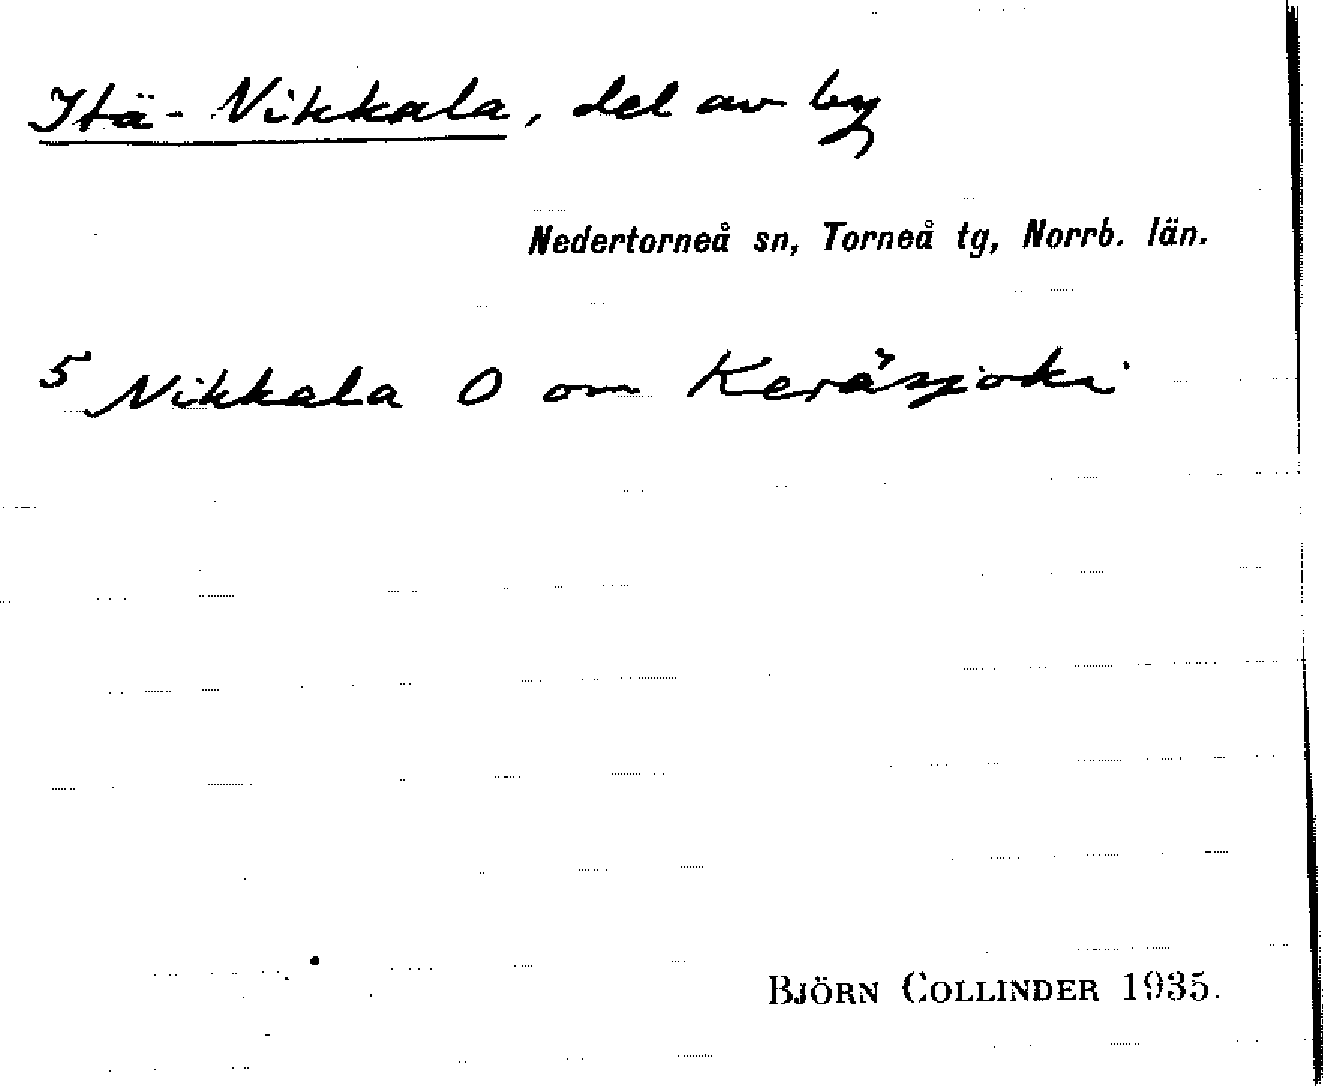 Itä-Nikkala, del av by
Nedertorneå sn, Torneå tg, Norrb. län.
5 Nikkala O om Keräsjoki
BJÖRN COLLINDER 1935.